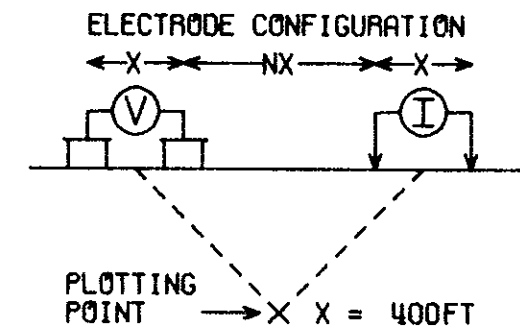 ELECTRODE CONFIGURATION
X NX X
V I
PLOTTING
POINT X X = 400FT